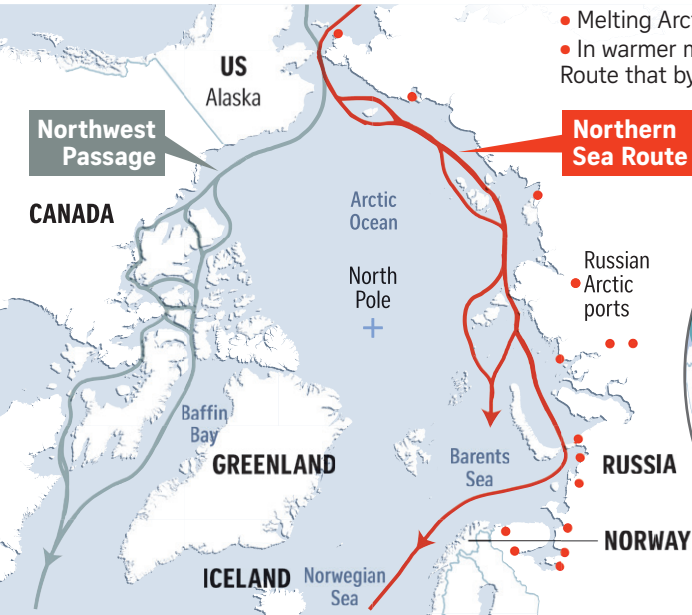 • Melting Arc
• In warmer m
Route that by
US
Alaska
Northwest
Passage
Northern
Sea Route
CANADA
Arctic
Ocean
North
Pole
Russian
Arctic
ports
Baffin
Bay
GREENLAND
Barents
Sea
RUSSIA
NORWAY
ICELAND
Norwegian
Sea